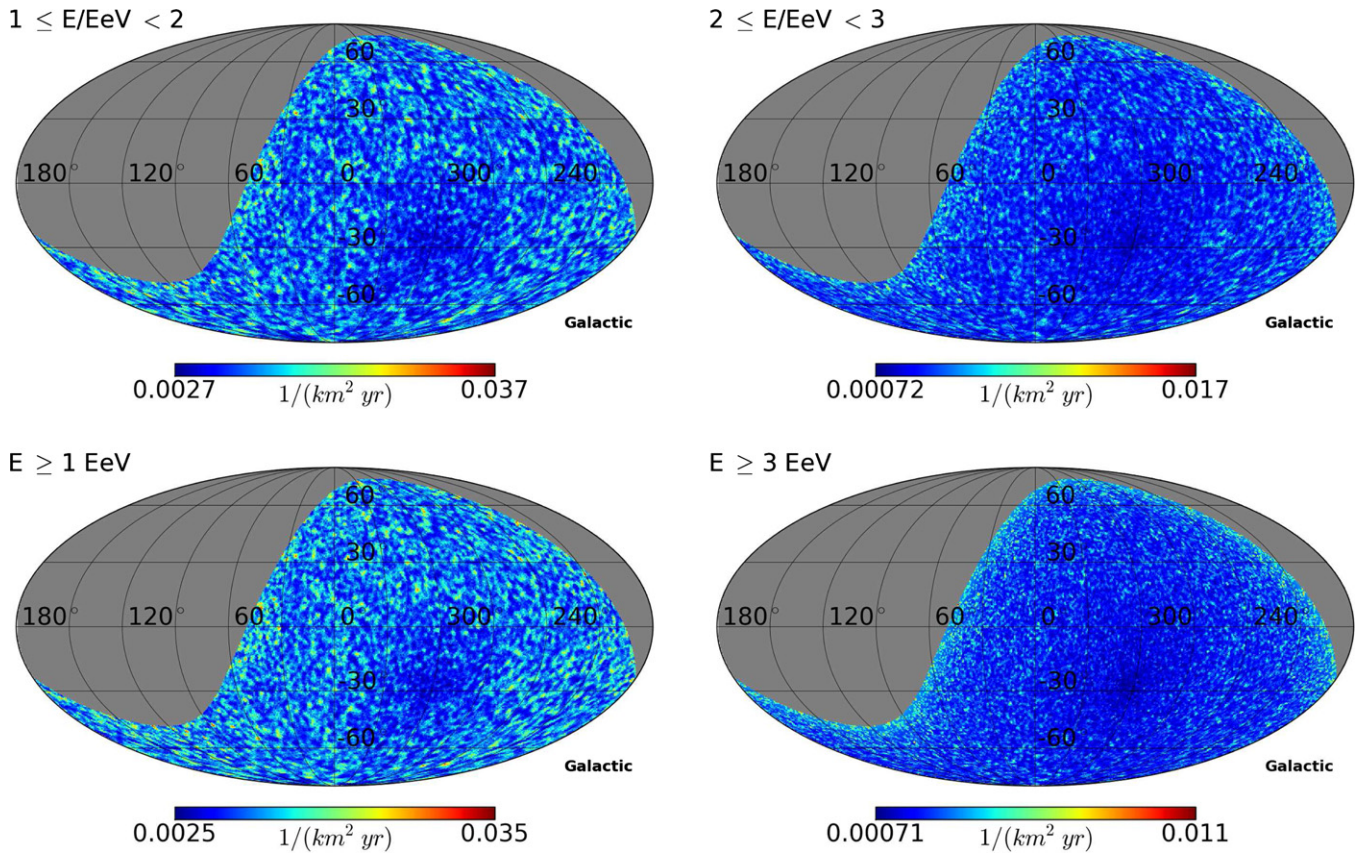 1 ≤ E/EeV < 2
60
30
180° 120° 60 0 300° 240°
-30
-60
Galactic
0.0027 1/(km² yr) 0.037
2 ≤ E/EeV < 3
60
30
180° 120° 60 0 300° 240°
-30
-60
Galactic
0.00072 1/(km² yr) 0.017
E ≥ 1 EeV
60
30
180° 120° 60 0 300° 240°
-30
-60
Galactic
0.0025 1/(km² yr) 0.035
E ≥ 3 EeV
60
30
180° 120° 60 0 300° 240°
-30
-60
Galactic
0.00071 1/(km² yr) 0.011